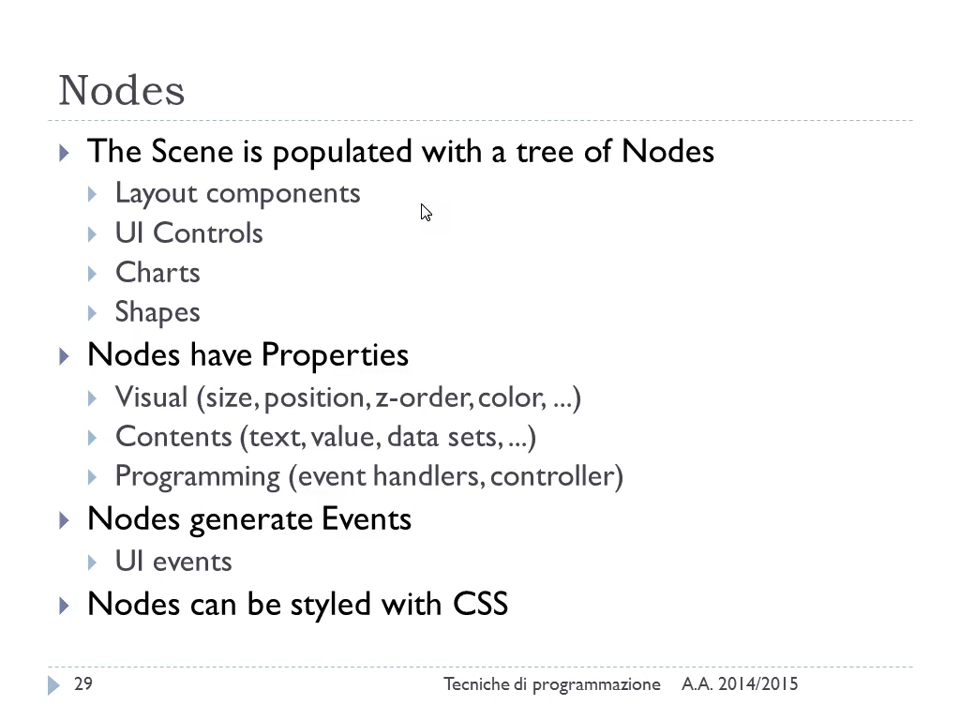 Nodes
The Scene is populated with a tree of Nodes
Layout components
UI Controls
Charts
Shapes
Nodes have Properties
Visual (size, position, z-order, color, ...)
Contents (text, value, data sets, ...)
Programming (event handlers, controller)
Nodes generate Events
UI events
Nodes can be styled with CSS
29 Tecniche di programmazione A.A. 2014/2015